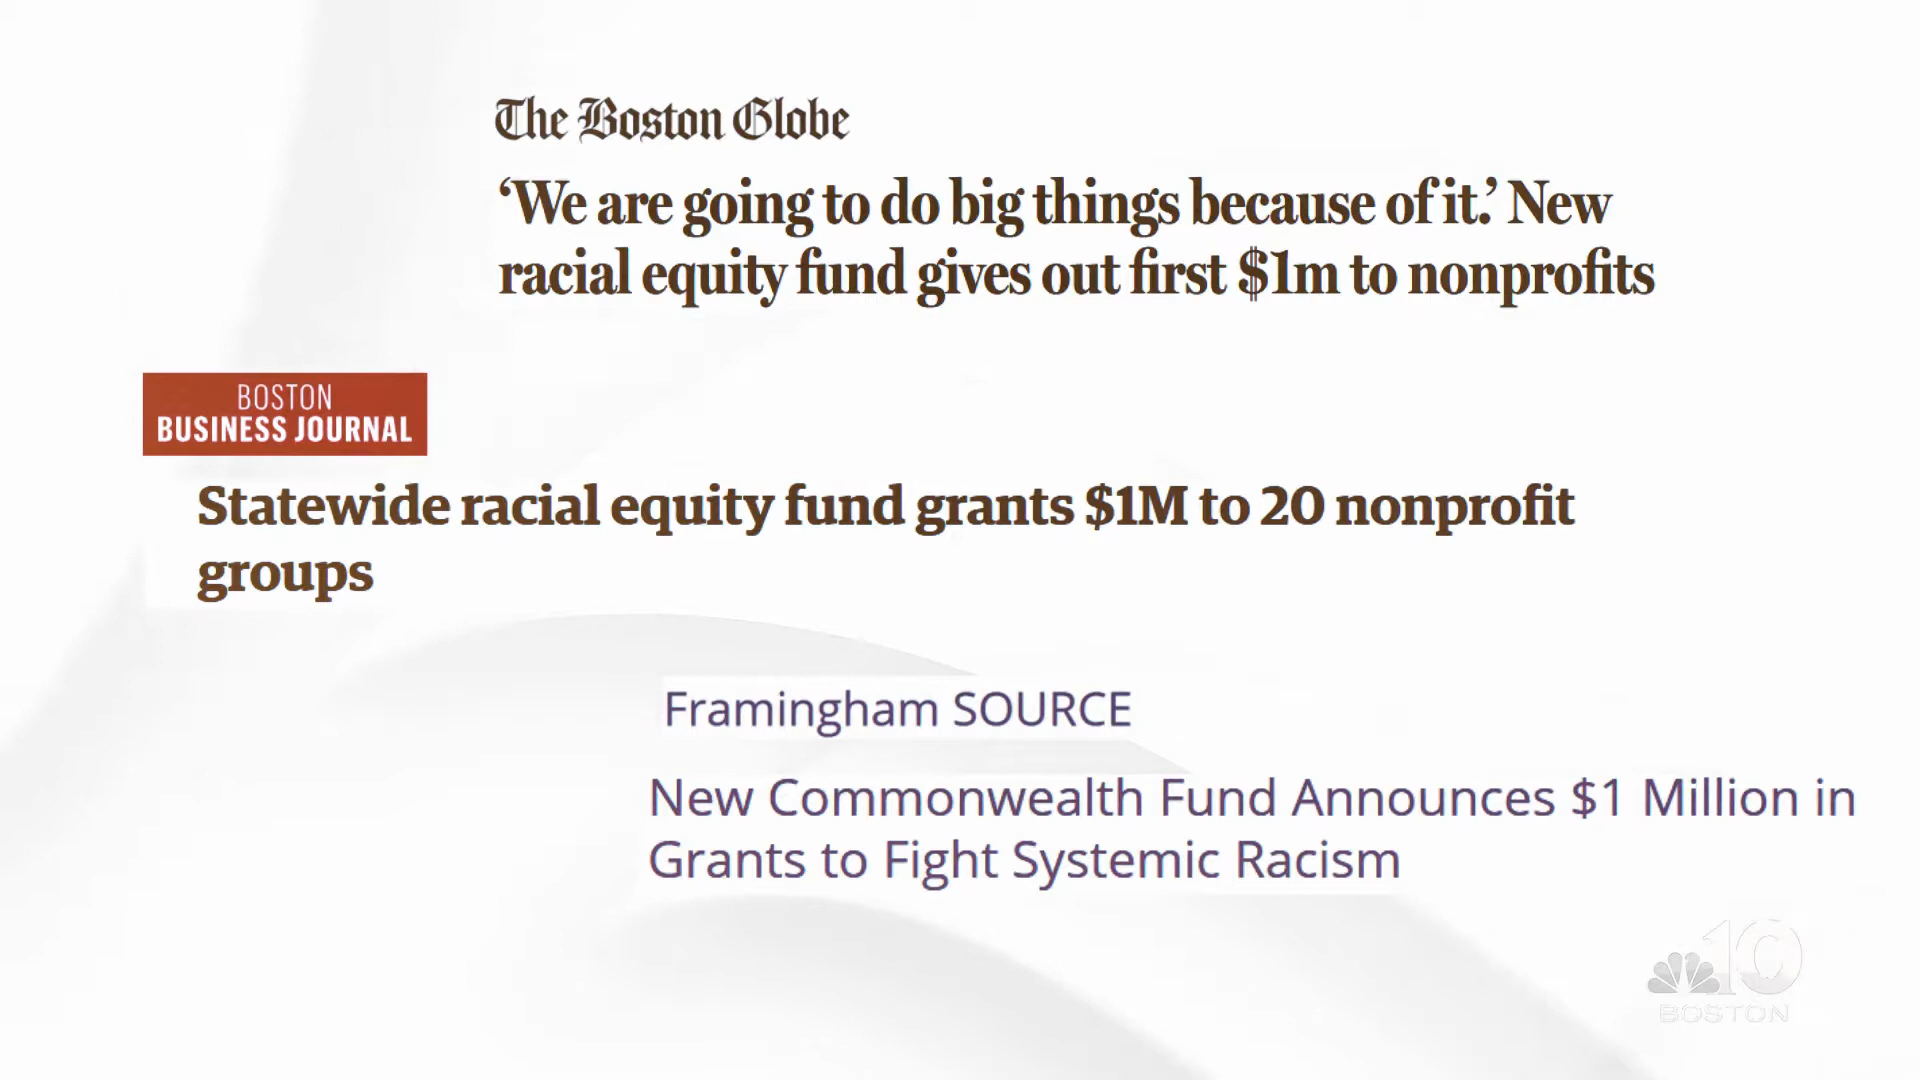 The Boston Globe
‘We are going to do big things because of it.’ New
racial equity fund gives out first $1m to nonprofits
BOSTON
BUSINESS JOURNAL
Statewide racial equity fund grants $1M to 20 nonprofit
groups
Framingham SOURCE
New Commonwealth Fund Announces $1 Million in
Grants to Fight Systemic Racism
10
BOSTON